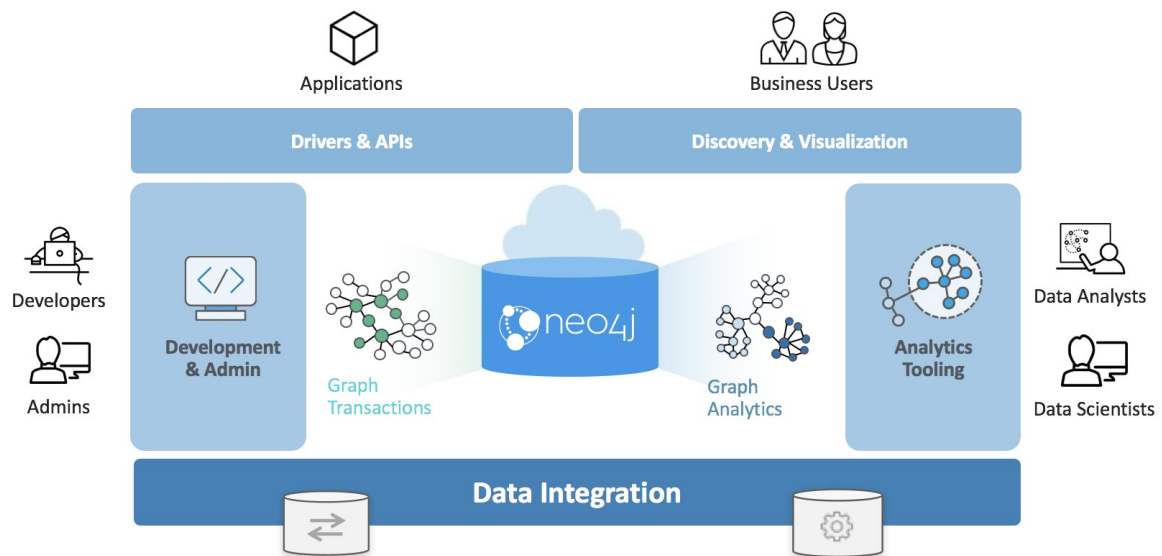 Applications
Business Users
Drivers & APIs
Discovery & Visualization
Developers
Admins
</>
Development
& Admin
Graph
Transactions
neo4j
Graph
Analytics
Analytics
Tooling
Data Analysts
Data Scientists
Data Integration